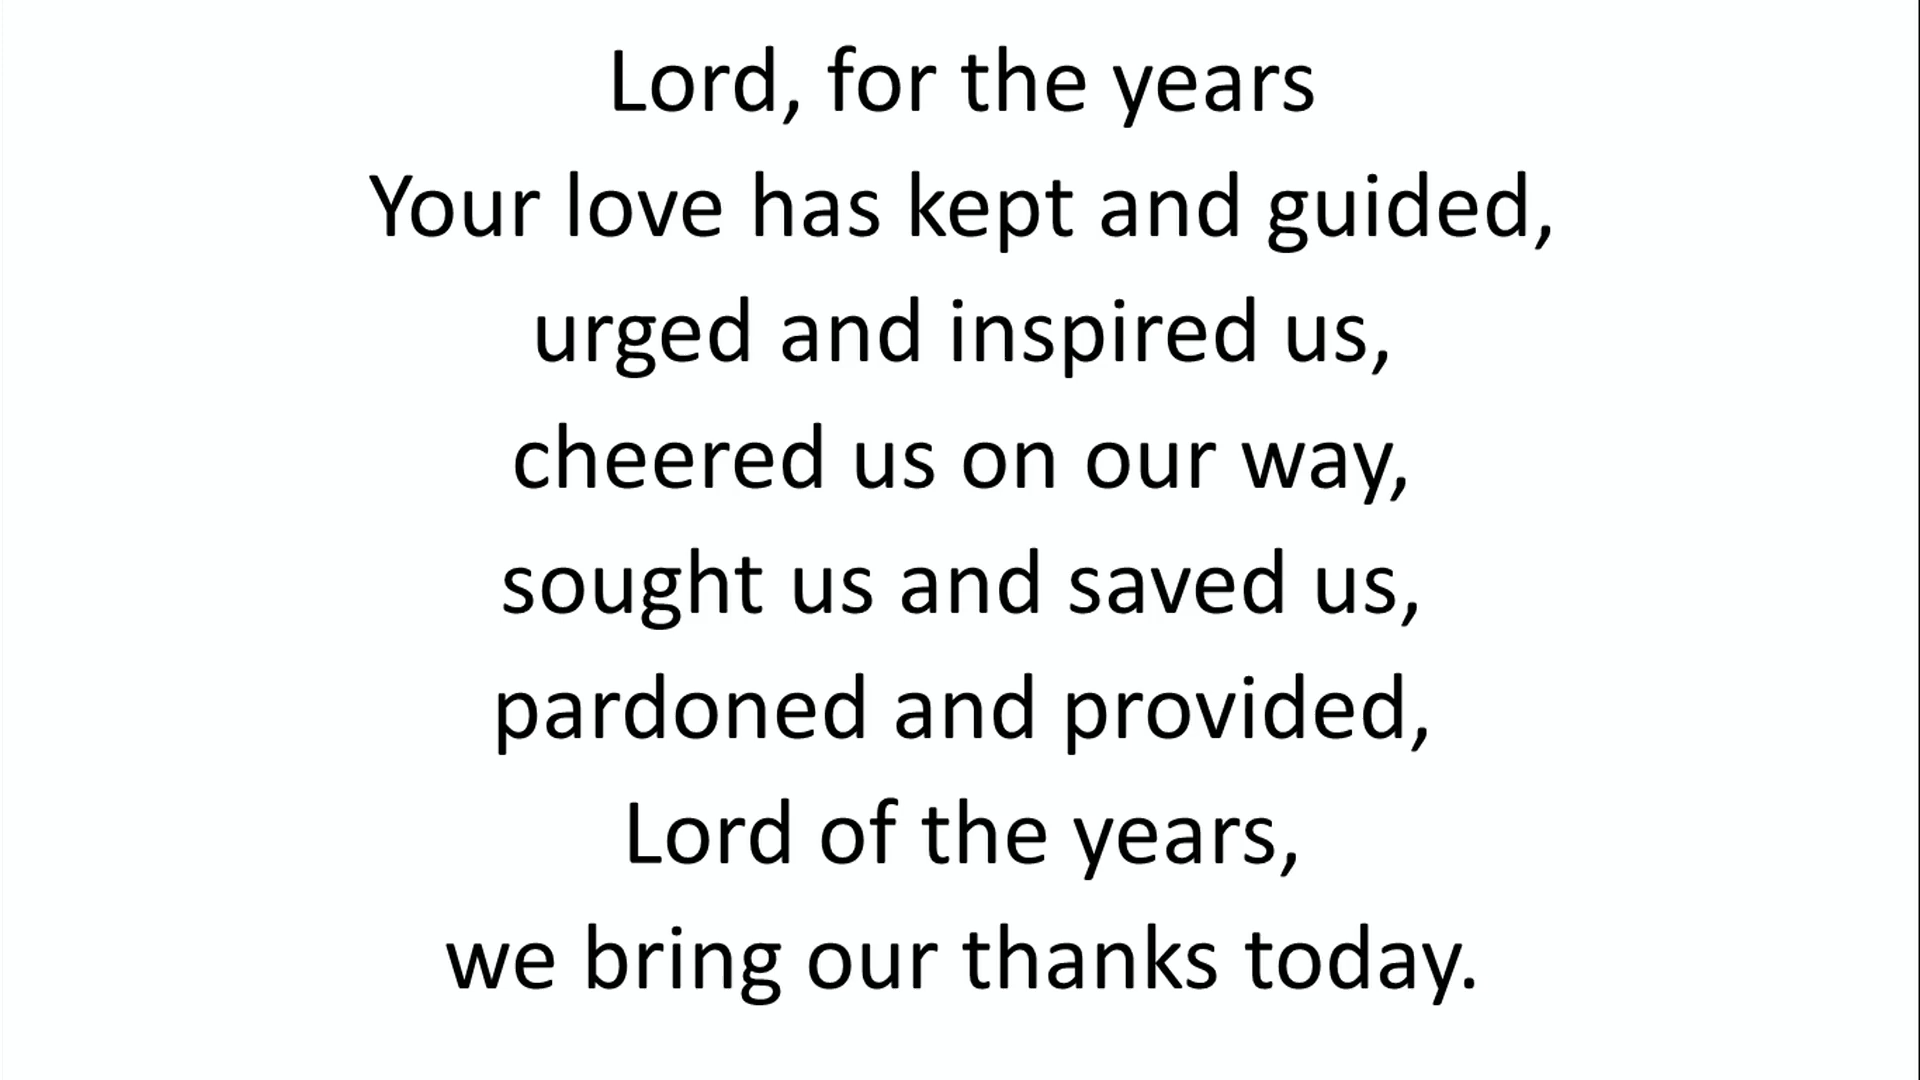 Lord, for the years
Your love has kept and guided,
urged and inspired us,
cheered us on our way,
sought us and saved us,
pardoned and provided,
Lord of the years,
we bring our thanks today.